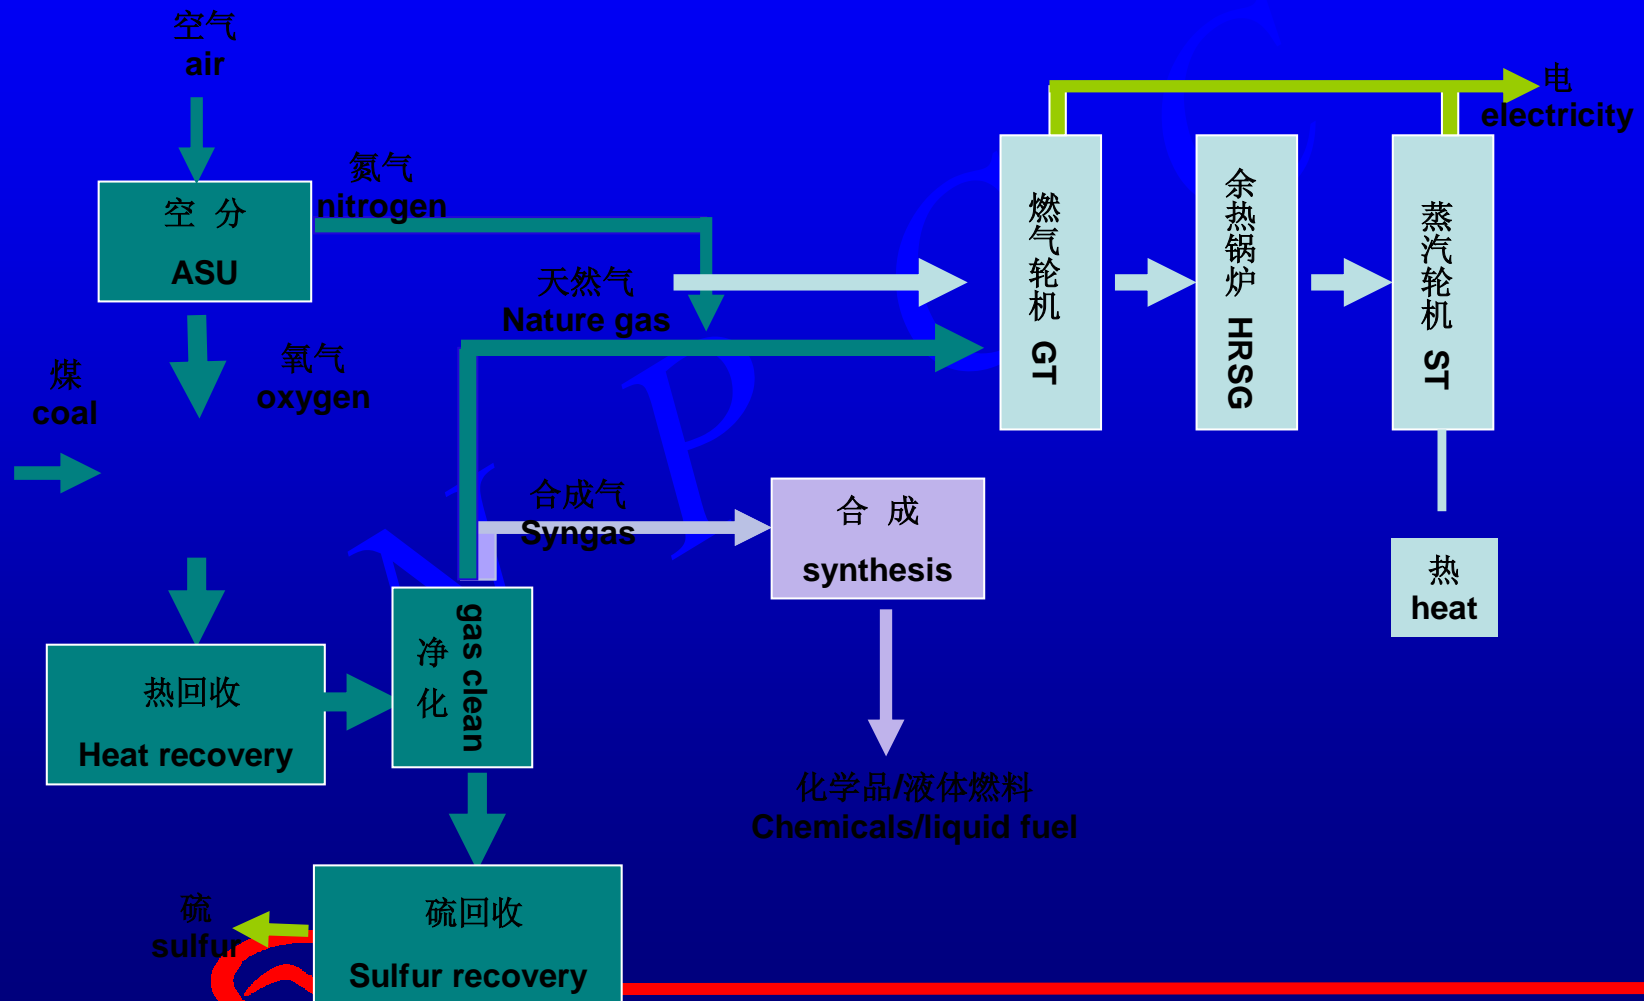 空气
air
电
electricity
氮气
nitrogen
空 分
ASU
天然气
Nature gas
燃气轮机 GT
余热锅炉 HRSG
蒸汽轮机 ST
氧气
oxygen
煤
coal
合成气
Syngas
合 成
synthesis
热
heat
净化
gas clean
热回收
Heat recovery
化学品/液体燃料
Chemicals/liquid fuel
硫
sulfur
硫回收
Sulfur recovery
N P C C